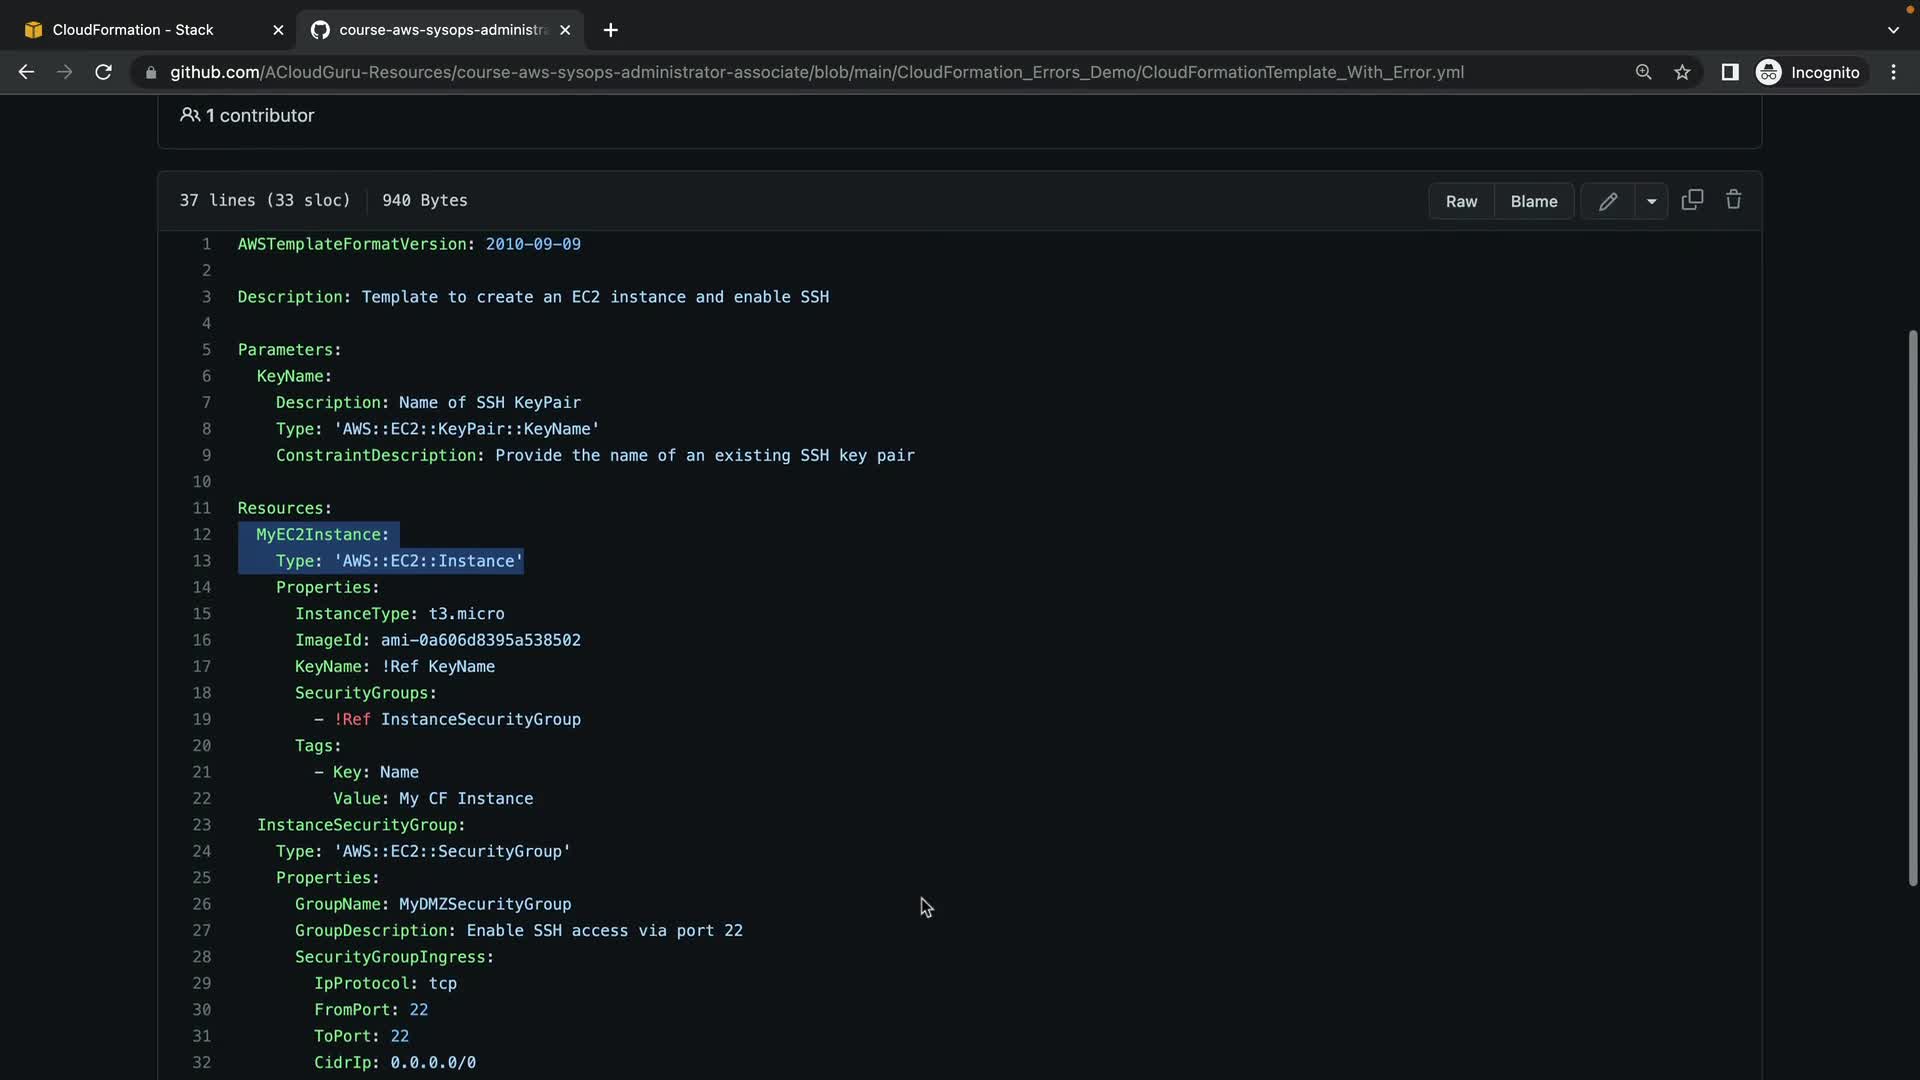 CloudFormation - Stack
course-aws-sysops-administra
github.com/ACloudGuru-Resources/course-aws-sysops-administrator-associate/blob/main/CloudFormation_Errors_Demo/CloudFormationTemplate_With_Error.yml
Incognito
1 contributor
37 lines (33 sloc) 940 Bytes
Raw Blame
1 AWSTemplateFormatVersion: 2010-09-09
2
3 Description: Template to create an EC2 instance and enable SSH
4
5 Parameters:
6 KeyName:
7 Description: Name of SSH KeyPair
8 Type: 'AWS::EC2::KeyPair::KeyName'
9 ConstraintDescription: Provide the name of an existing SSH key pair
10
11 Resources:
12 MyEC2Instance:
13 Type: 'AWS::EC2::Instance'
14 Properties:
15 InstanceType: t3.micro
16 ImageId: ami-0a606d8395a538502
17 KeyName: !Ref KeyName
18 SecurityGroups:
19 - !Ref InstanceSecurityGroup
20 Tags:
21 - Key: Name
22 Value: My CF Instance
23 InstanceSecurityGroup:
24 Type: 'AWS::EC2::SecurityGroup'
25 Properties:
26 GroupName: MyDMZSecurityGroup
27 GroupDescription: Enable SSH access via port 22
28 SecurityGroupIngress:
29 IpProtocol: tcp
30 FromPort: 22
31 ToPort: 22
32 CidrIp: 0.0.0.0/0